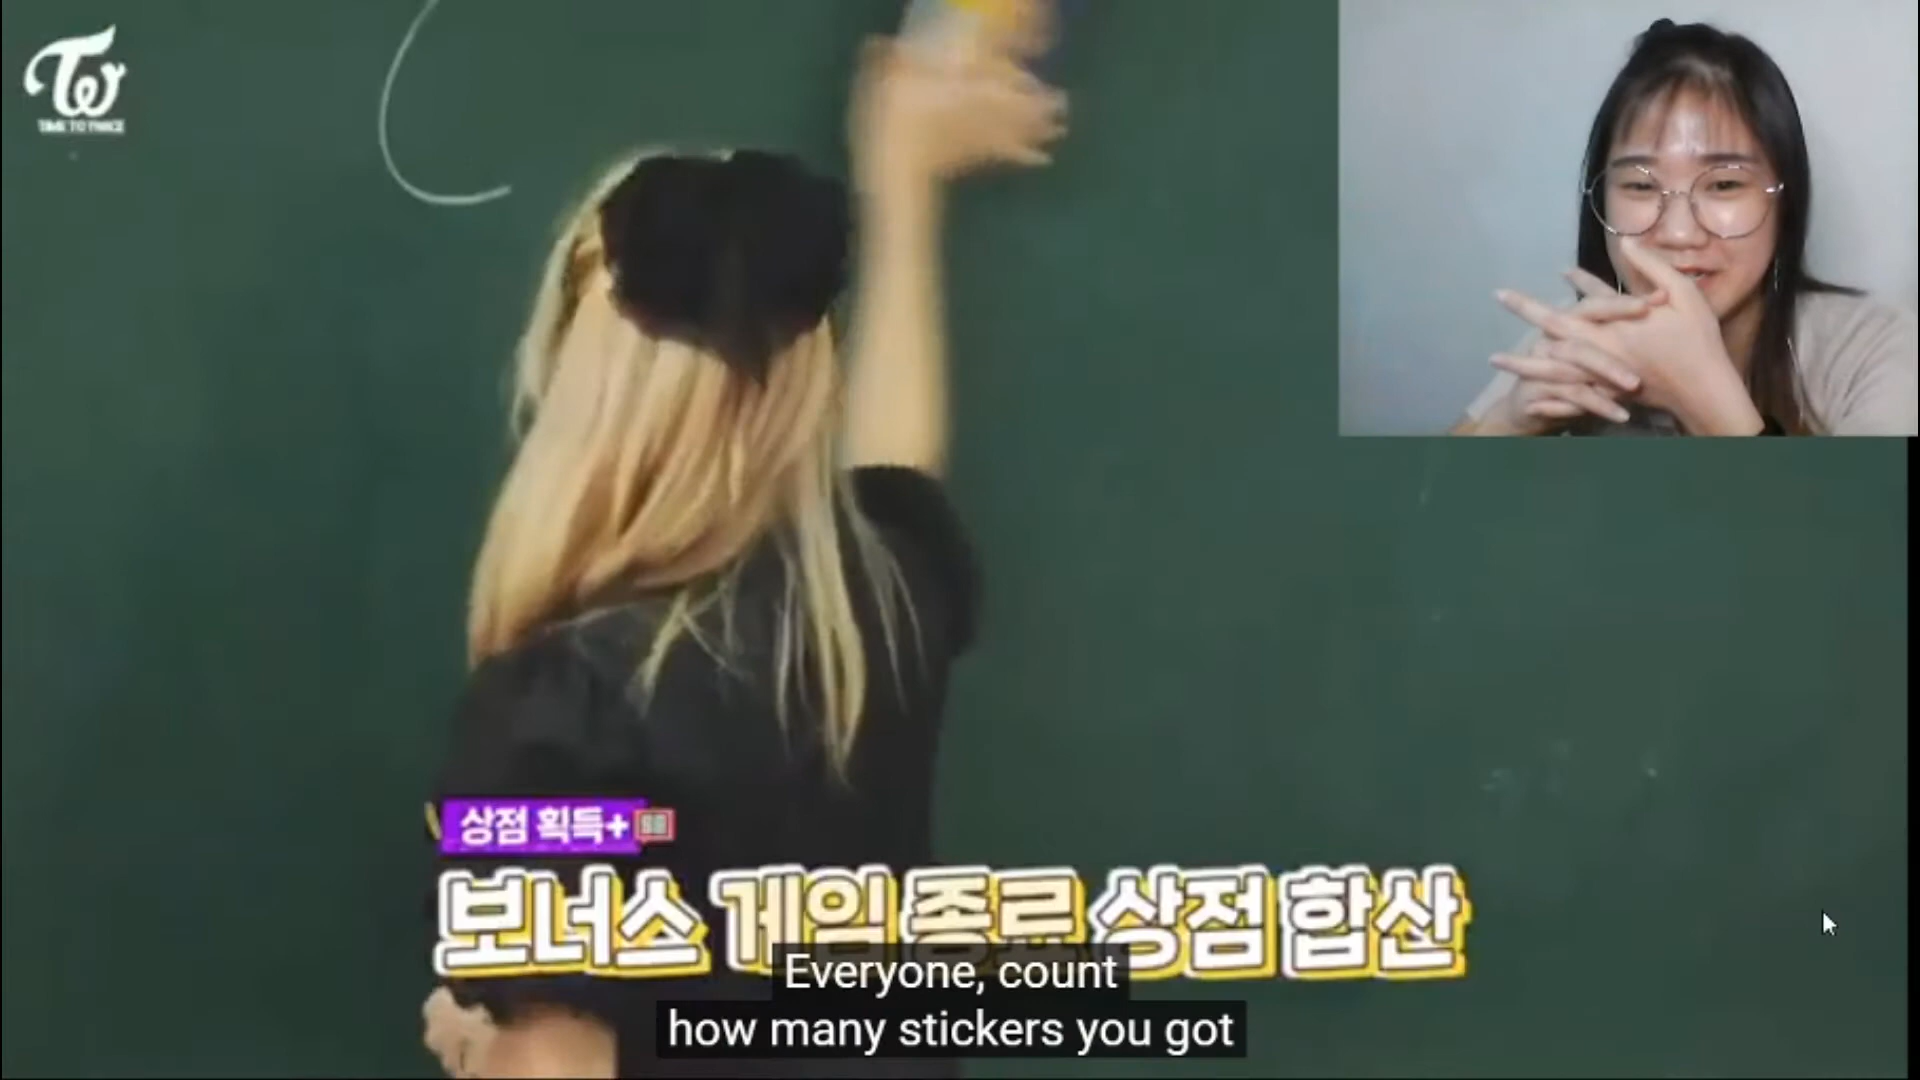 TW
TIME TO TWICE
상점 획득+
보너스 게임 종료 상점 합산
Everyone, count
how many stickers you got